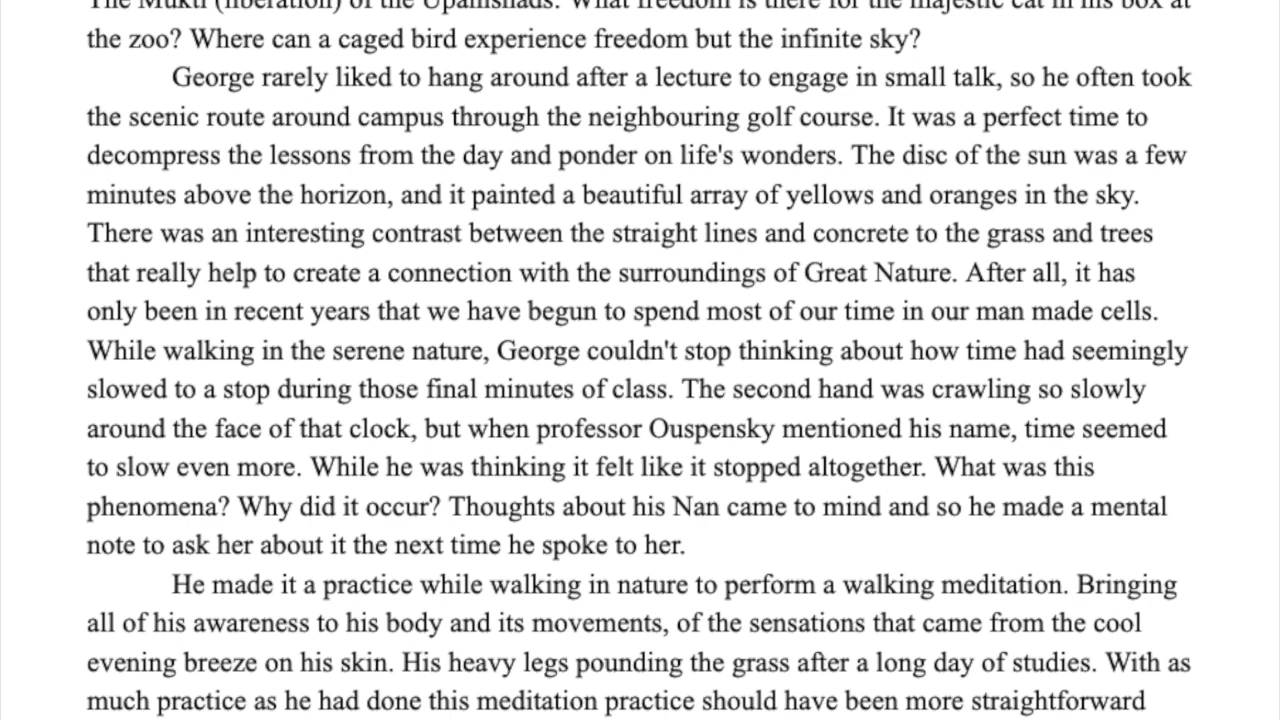 The Mukti (liberation) of the Upanishads. What freedom is there for the majestic cat in his box at
the zoo? Where can a caged bird experience freedom but the infinite sky?
George rarely liked to hang around after a lecture to engage in small talk, so he often took
the scenic route around campus through the neighbouring golf course. It was a perfect time to
decompress the lessons from the day and ponder on life's wonders. The disc of the sun was a few
minutes above the horizon, and it painted a beautiful array of yellows and oranges in the sky.
There was an interesting contrast between the straight lines and concrete to the grass and trees
that really help to create a connection with the surroundings of Great Nature. After all, it has
only been in recent years that we have begun to spend most of our time in our man made cells.
While walking in the serene nature, George couldn't stop thinking about how time had seemingly
slowed to a stop during those final minutes of class. The second hand was crawling so slowly
around the face of that clock, but when professor Ouspensky mentioned his name, time seemed
to slow even more. While he was thinking it felt like it stopped altogether. What was this
phenomena? Why did it occur? Thoughts about his Nan came to mind and so he made a mental
note to ask her about it the next time he spoke to her.
He made it a practice while walking in nature to perform a walking meditation. Bringing
all of his awareness to his body and its movements, of the sensations that came from the cool
evening breeze on his skin. His heavy legs pounding the grass after a long day of studies. With as
much practice as he had done this meditation practice should have been more straightforward